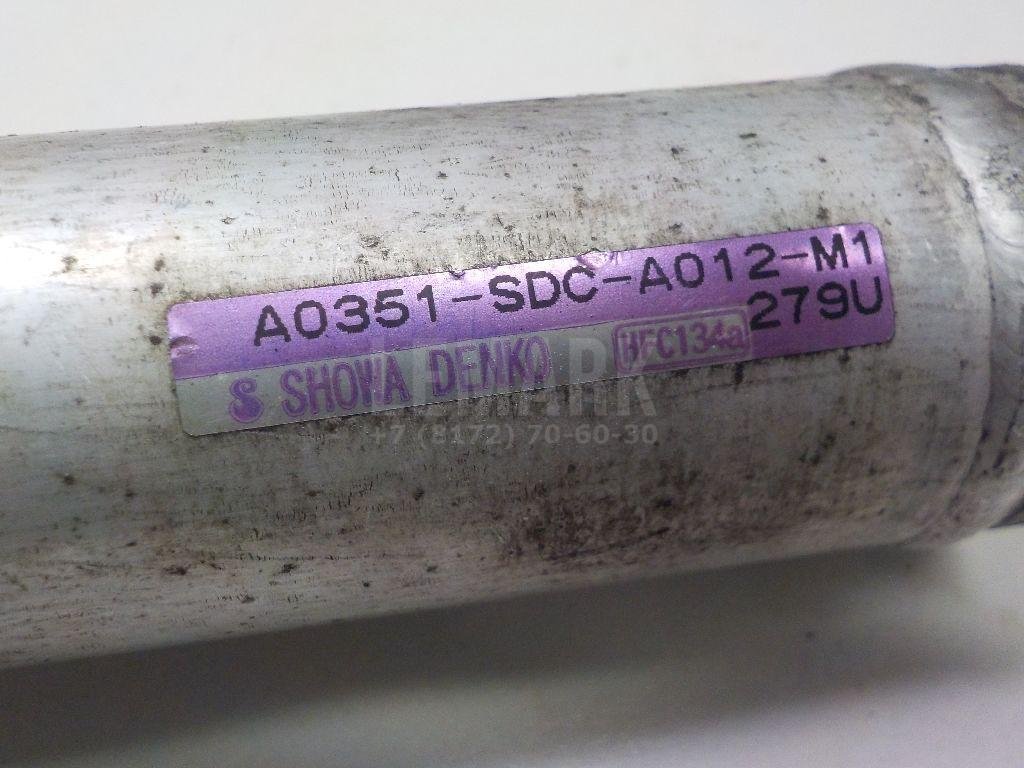 A0351-SDC-A012-M1
279U
SHOWA DENKO HFC134a
+7 (8172) 70-60-30